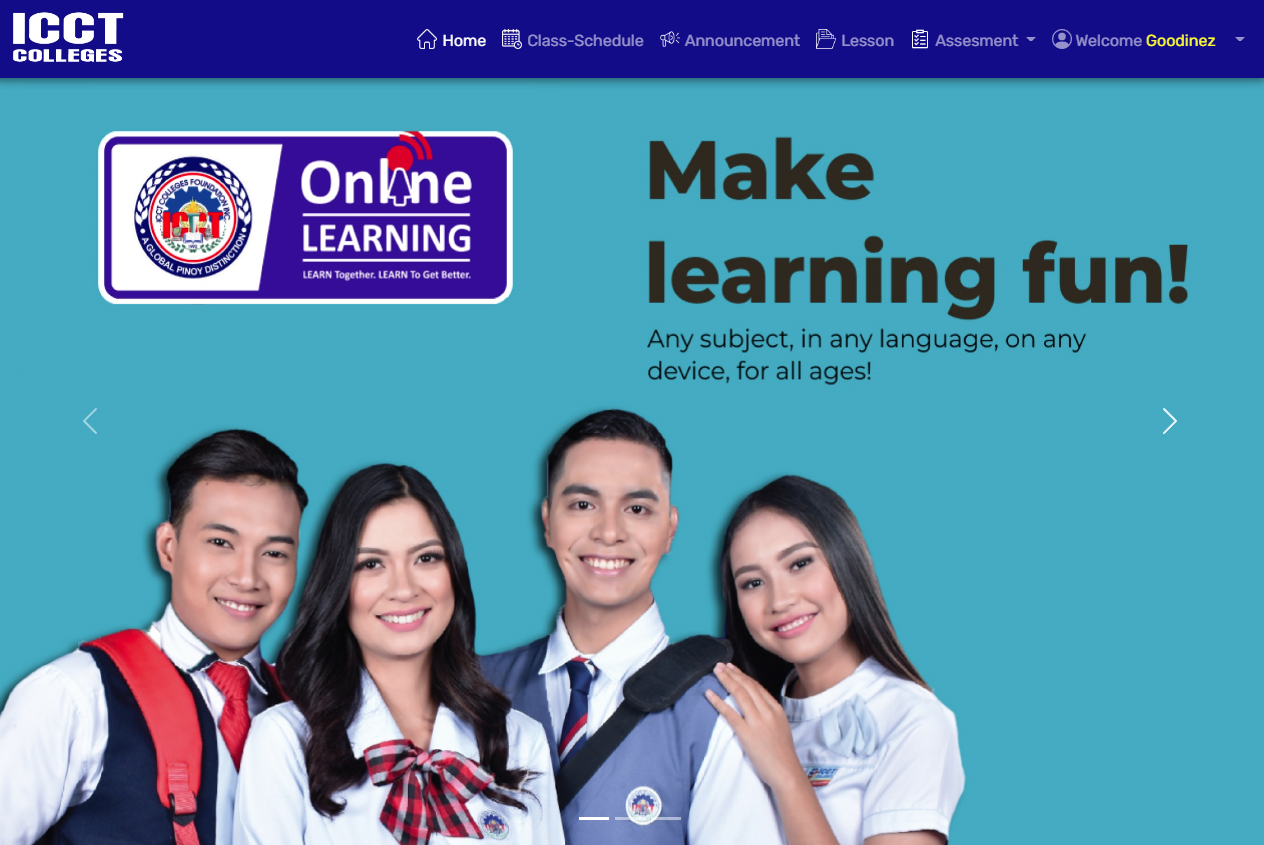 ICCT
COLLEGES
Home
Class-Schedule
Announcement
Lesson
Assesment
Welcome Goodinez
ICCT COLLEGES FOUNDATION INC.
ICCT
A GLOBAL PINOY DISTINCTION
Online
LEARNING
LEARN Together. LEARN To Get Better.
Make
learning fun!
Any subject, in any language, on any
device, for all ages!
ICCT